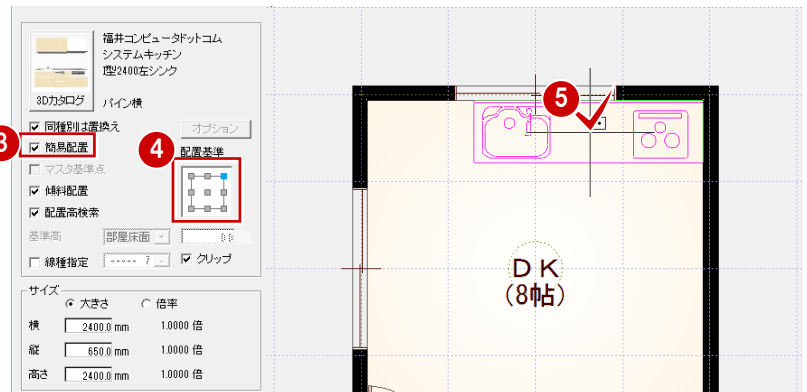 福井コンピュータドットコム
システムキッチン
I型2400左シンク
3Dカタログ
パイン横
同種別は置換え
オプション
3
簡易配置
4
配置基準
マスタ基準点
傾斜配置
配置高検索
基準高
部屋床面
線種指定
7
クリップ
サイズ
大きさ
倍率
横
2400.0 mm
1.0000 倍
縦
650.0 mm
1.0000 倍
高さ
2400.0 mm
1.0000 倍
5
DK
(8帖)